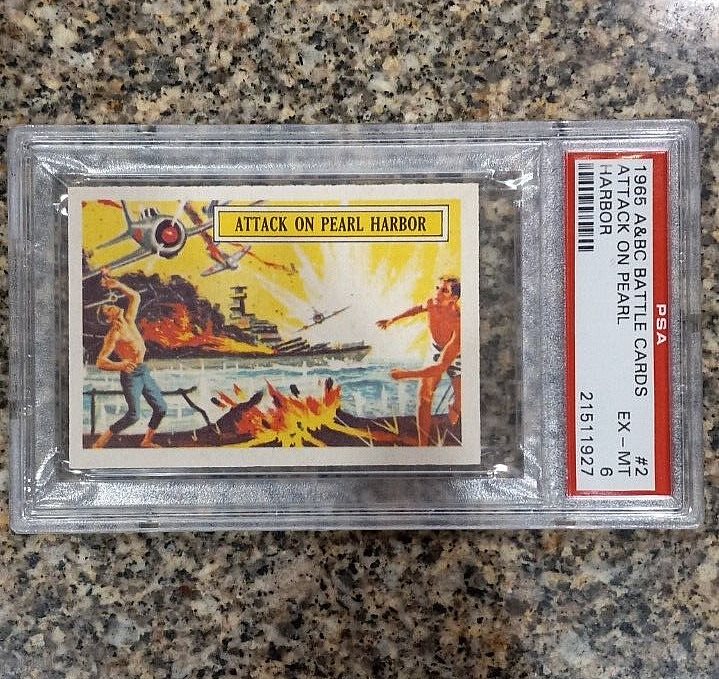 ATTACK ON PEARL HARBOR
PSA
1965 A&BC BATTLE CARDS #2
ATTACK ON PEARL EX-MT
HARBOR 6
21511927